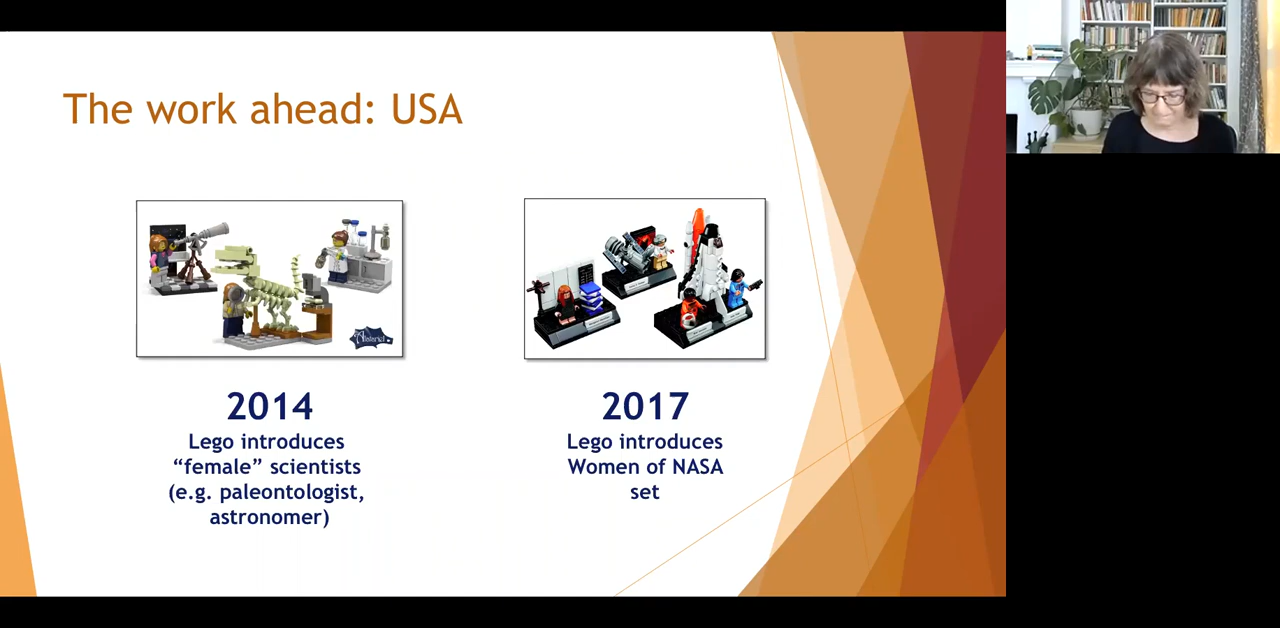 The work ahead: USA
2014
Lego introduces
“female” scientists
(e.g. paleontologist,
astronomer)
2017
Lego introduces
Women of NASA
set